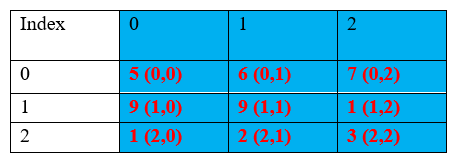 Index 0 1 2
0 5 (0,0) 6 (0,1) 7 (0,2)
1 9 (1,0) 9 (1,1) 1 (1,2)
2 1 (2,0) 2 (2,1) 3 (2,2)